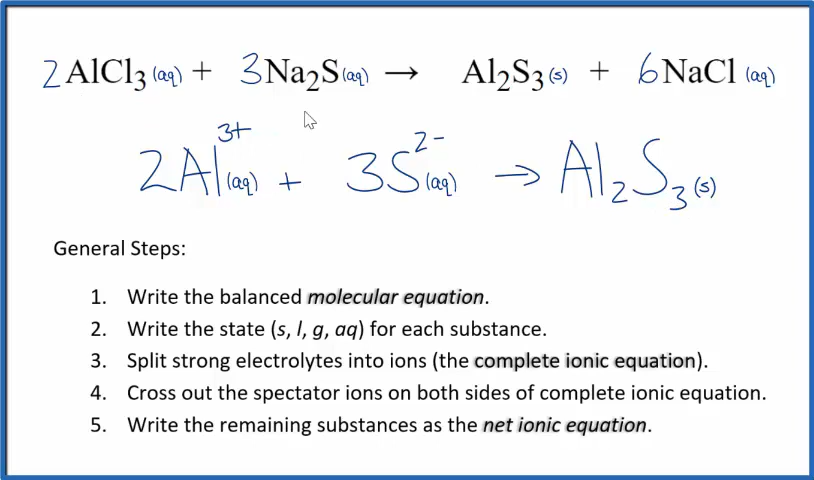 2AlCl₃(aq) + 3Na₂S(aq) → Al₂S₃(s) + 6NaCl(aq)
2Al³⁺(aq) + 3S²⁻(aq) → Al₂S₃(s)
General Steps:
1. Write the balanced molecular equation.
2. Write the state (s, l, g, aq) for each substance.
3. Split strong electrolytes into ions (the complete ionic equation).
4. Cross out the spectator ions on both sides of complete ionic equation.
5. Write the remaining substances as the net ionic equation.